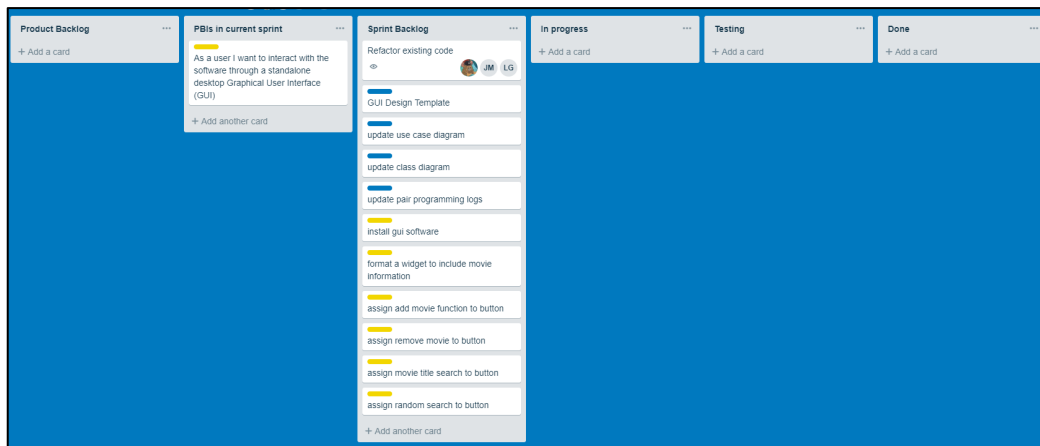 Product Backlog
+ Add a card
PBIs in current sprint
As a user I want to interact with the
software through a standalone
desktop Graphical User Interface
(GUI)
+ Add another card
Sprint Backlog
Refactor existing code
JM LG
GUI Design Template
update use case diagram
update class diagram
update pair programming logs
install gui software
format a widget to include movie
information
assign add movie function to button
assign remove movie to button
assign movie title search to button
assign random search to button
+ Add another card
In progress
+ Add a card
Testing
+ Add a card
Done
+ Add a card